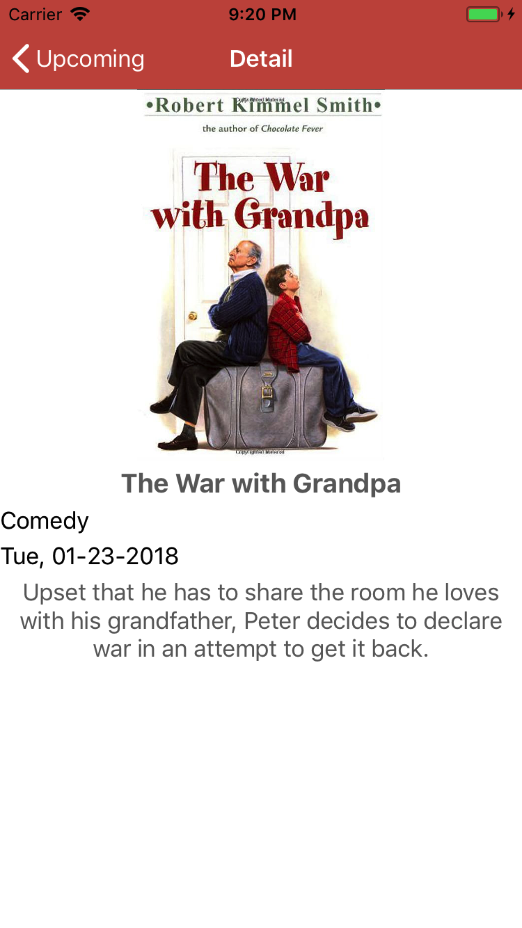 Carrier 9:20 PM
Upcoming Detail
•Robert Kimmel Smith•
the author of Chocolate Fever
The War
with Grandpa
Copyrighted Material
The War with Grandpa
Comedy
Tue, 01-23-2018
Upset that he has to share the room he loves
with his grandfather, Peter decides to declare
war in an attempt to get it back.